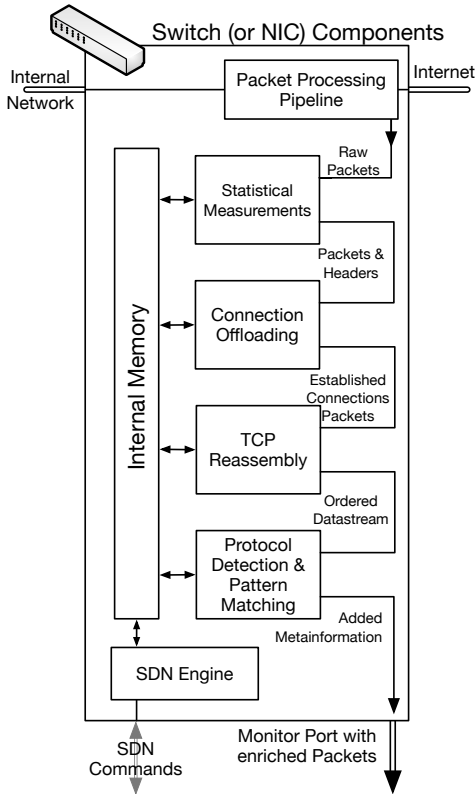 Switch (or NIC) Components
Internal
Network
Internet
Packet Processing
Pipeline
Raw
Packets
Statistical
Measurements
Packets &
Headers
Internal Memory
Connection
Offloading
Established
Connections
Packets
TCP
Reassembly
Ordered
Datastream
Protocol
Detection &
Pattern
Matching
Added
Metainformation
SDN Engine
SDN
Commands
Monitor Port with
enriched Packets